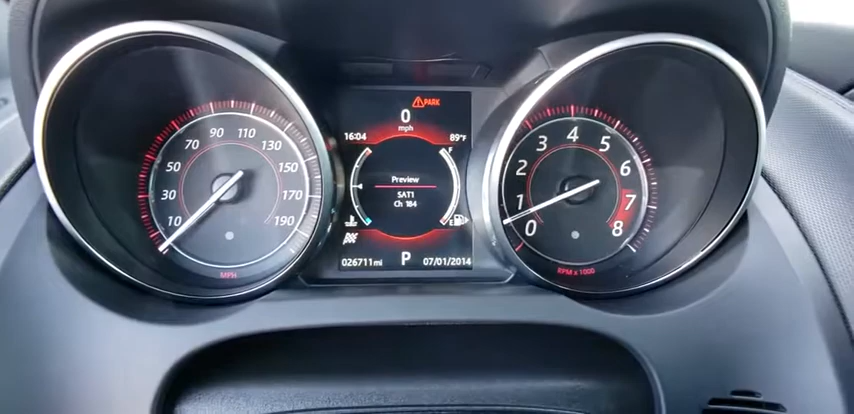 10
30
50
70
90
110
130
150
170
190
MPH
PARK
0
mph
16:04
89°F
F
Preview
SAT1
Ch 184
E
026711mi
P
07/01/2014
0
1
2
3
4
5
6
7
8
RPM x 1000